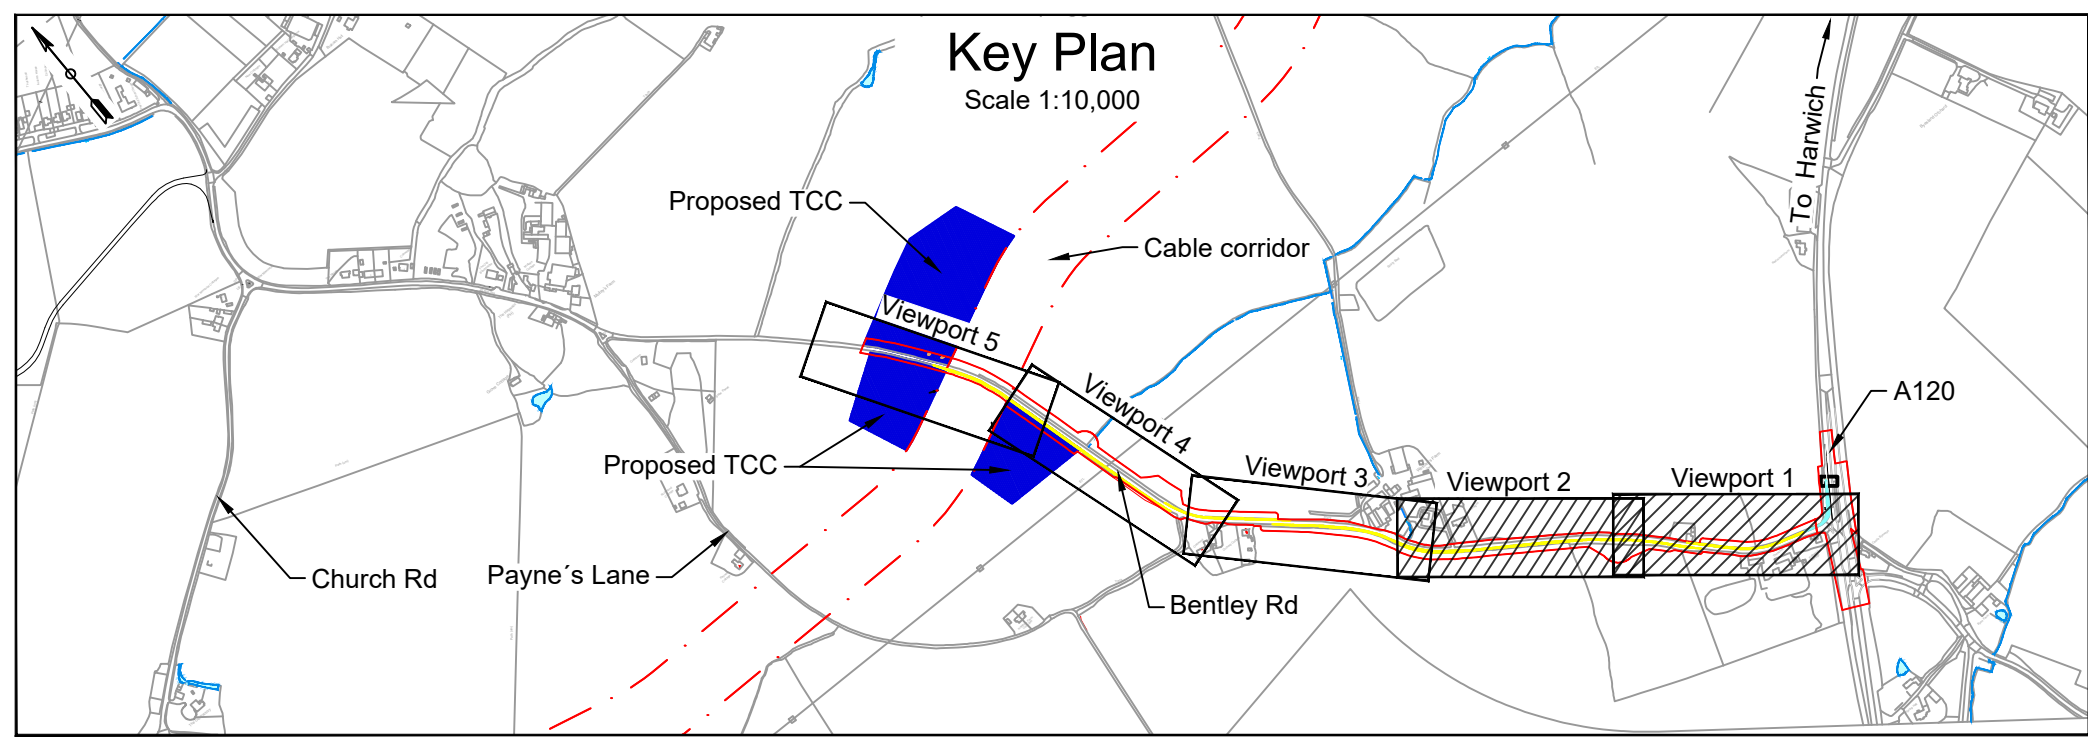 Key Plan
Scale 1:10,000
To Harwich
Proposed TCC
Cable corridor
Viewport 5
Viewport 4
A120
Proposed TCC
Viewport 3
Viewport 2
Viewport 1
Church Rd
Payne´s Lane
Bentley Rd